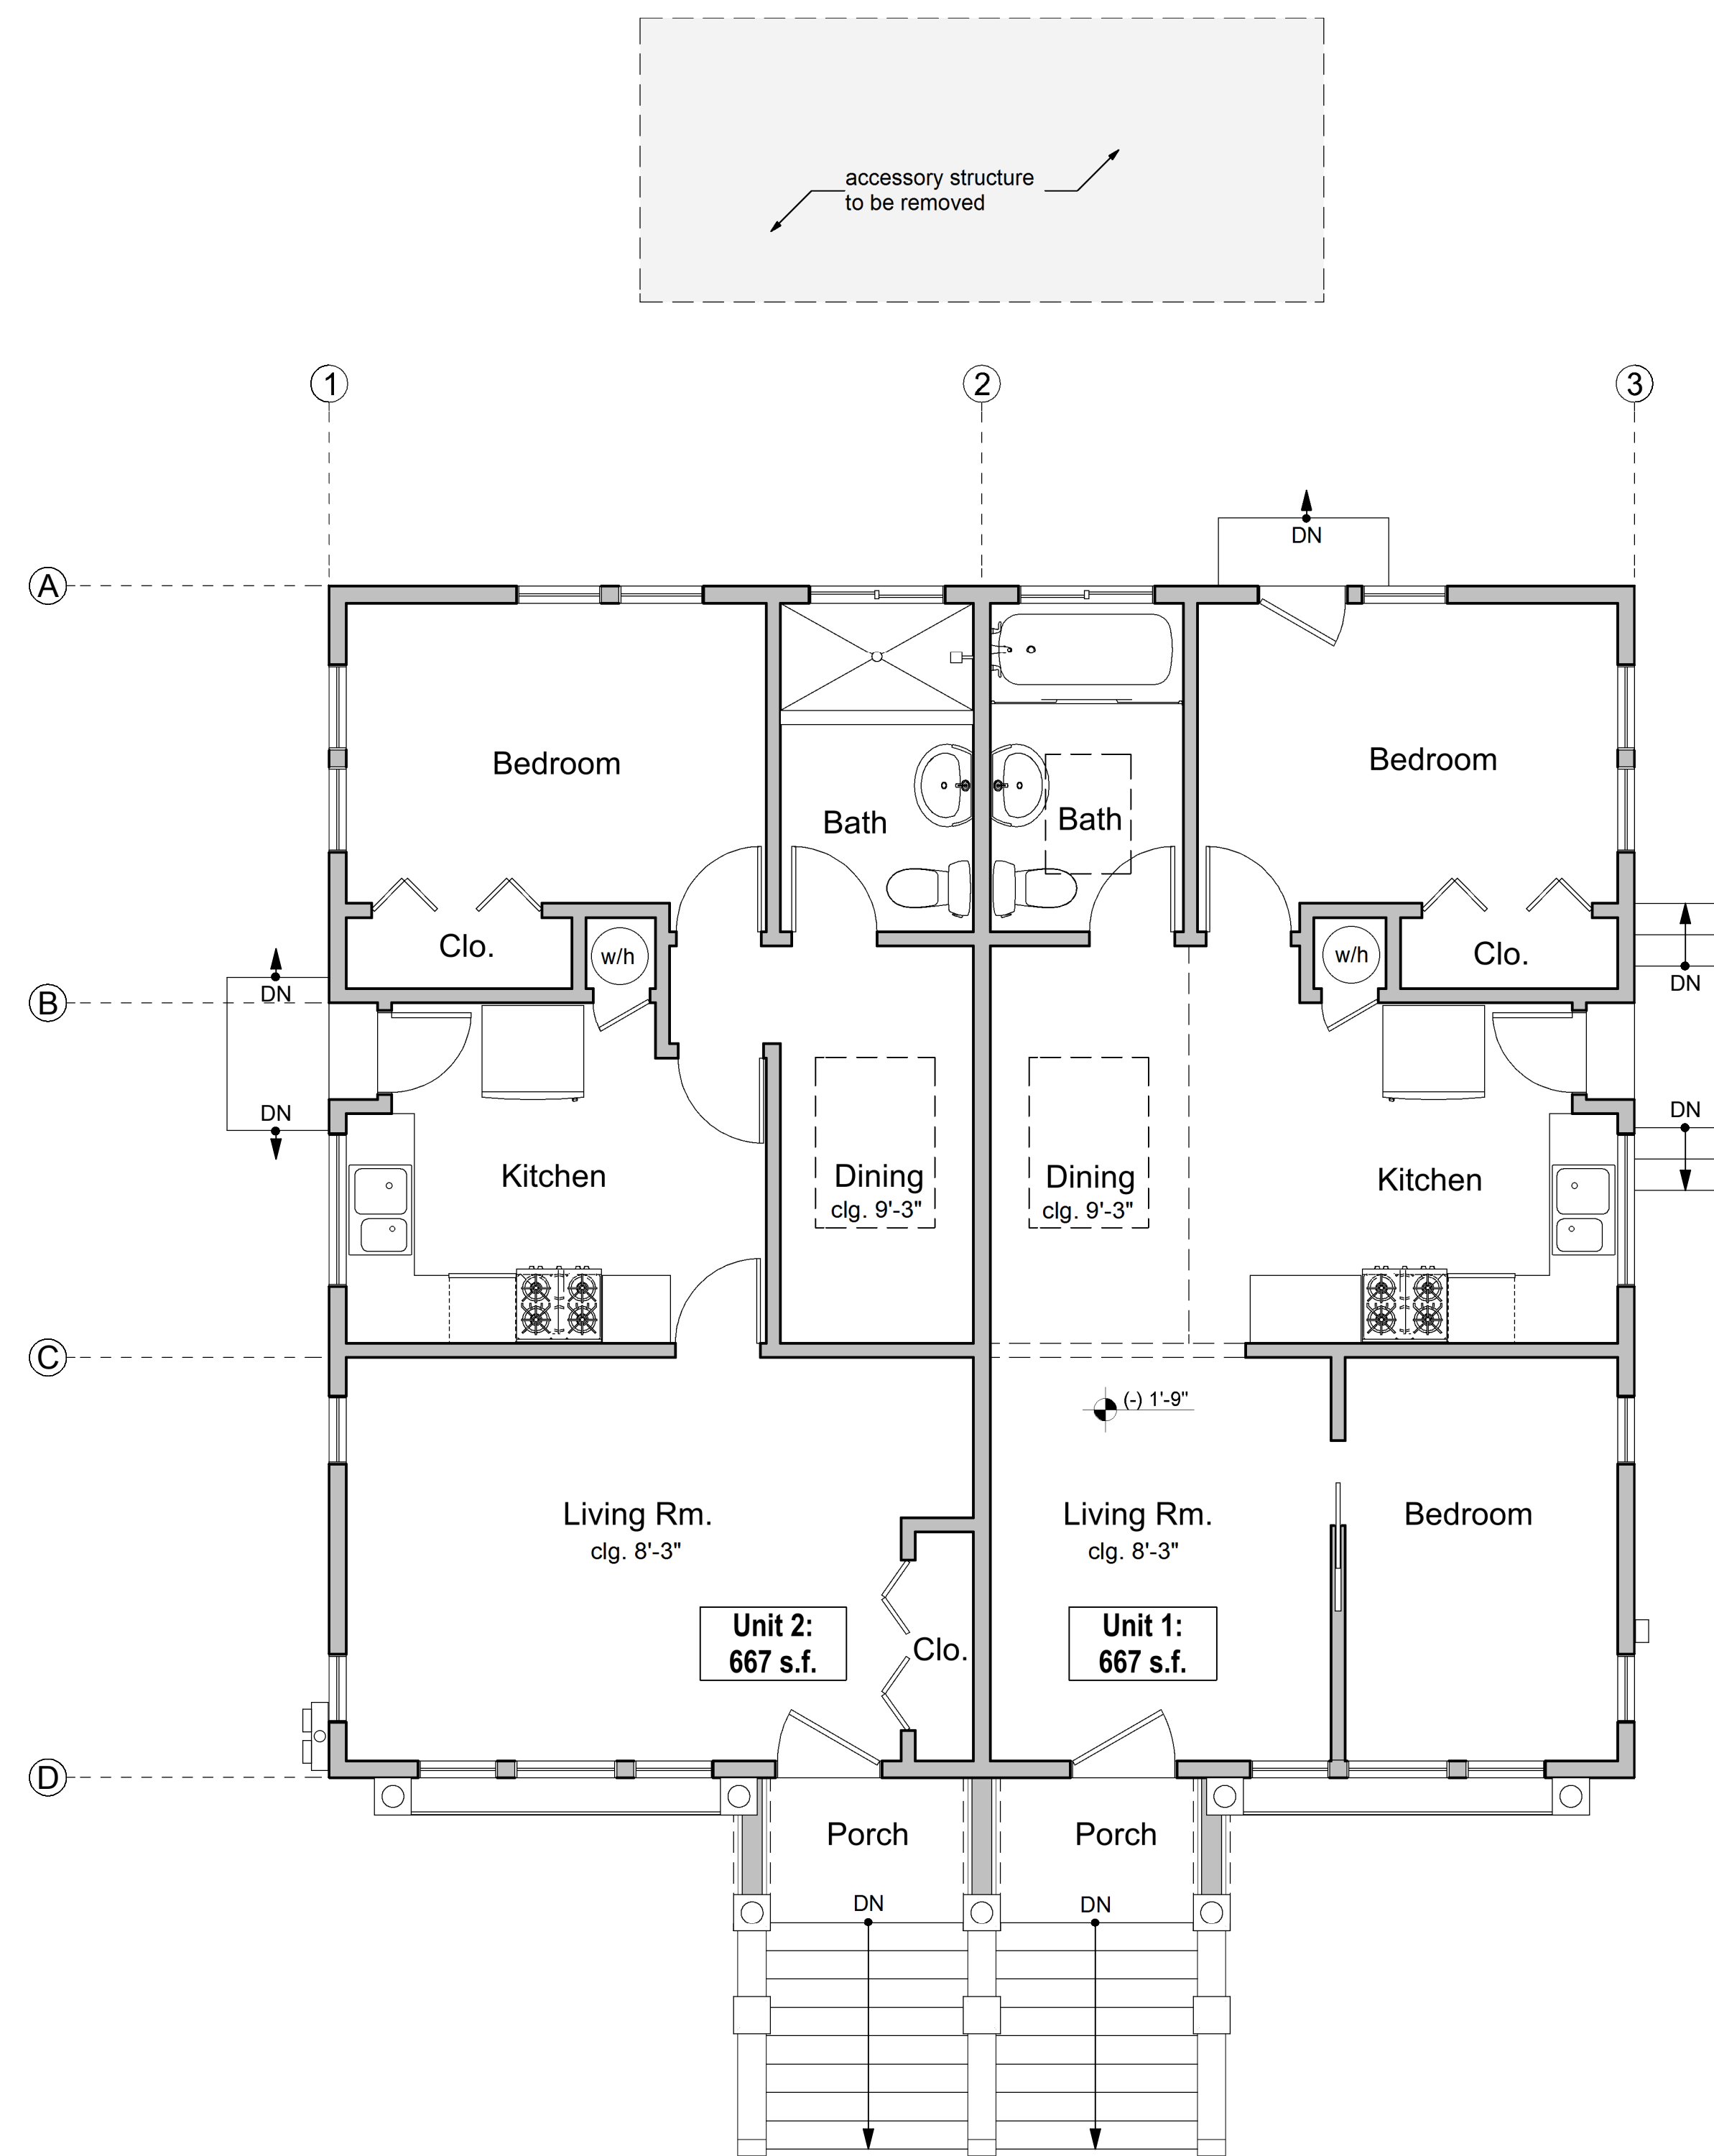 accessory structure
to be removed
1
2
3
DN
A
Bedroom
Bedroom
Bath
Bath
Clo.
w/h
w/h
Clo.
DN
DN
B
DN
DN
Kitchen
Dining
clg. 9'-3"
Dining
clg. 9'-3"
Kitchen
C
(-) 1'-9"
Living Rm.
clg. 8'-3"
Living Rm.
clg. 8'-3"
Bedroom
Unit 2:
667 s.f.
Clo.
Unit 1:
667 s.f.
D
Porch
Porch
DN
DN